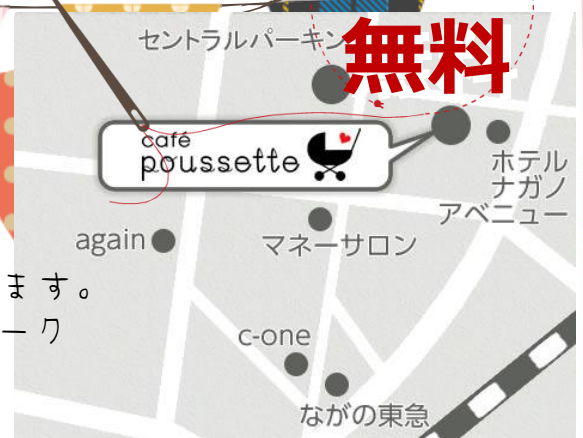 セントラルパーキン
無料
café
poussette
ホテル
ナガノ
アベニュー
again
マネーサロン
ます。
ーク
c-one
ながの東急